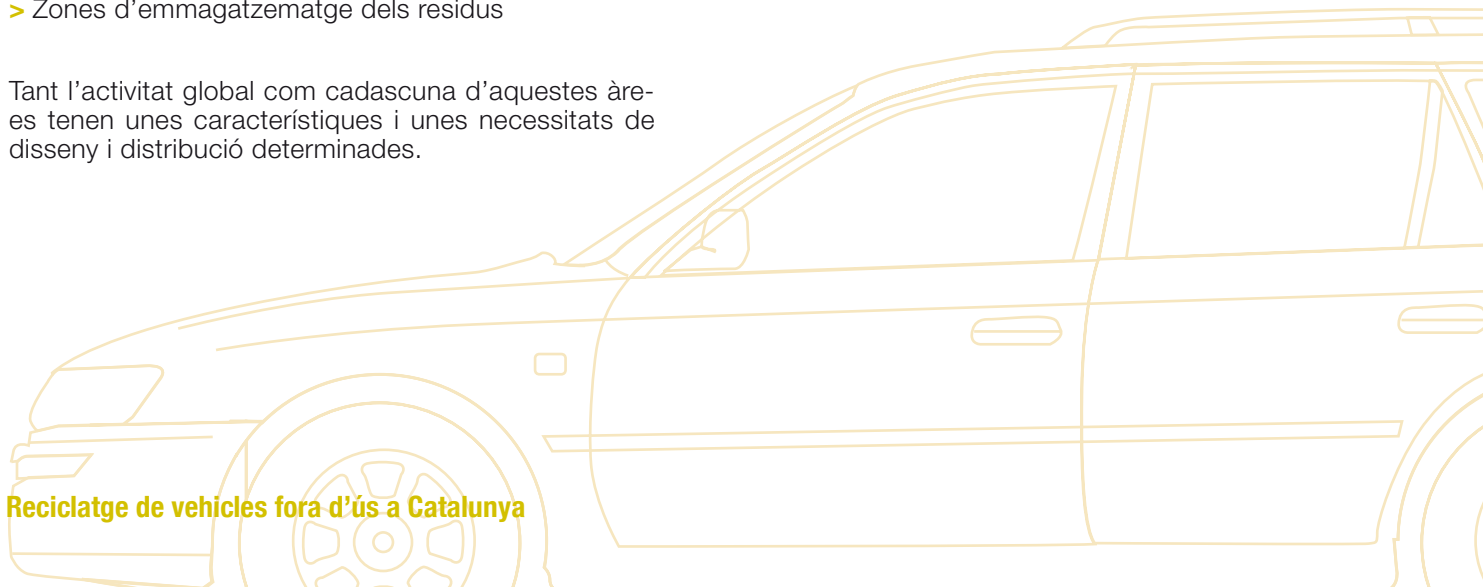 > Zones d’emmagatzematge dels residus
Tant l’activitat global com cadascuna d’aquestes àre-
es tenen unes característiques i unes necessitats de
disseny i distribució determinades.
Reciclatge de vehicles fora d’ús a Catalunya